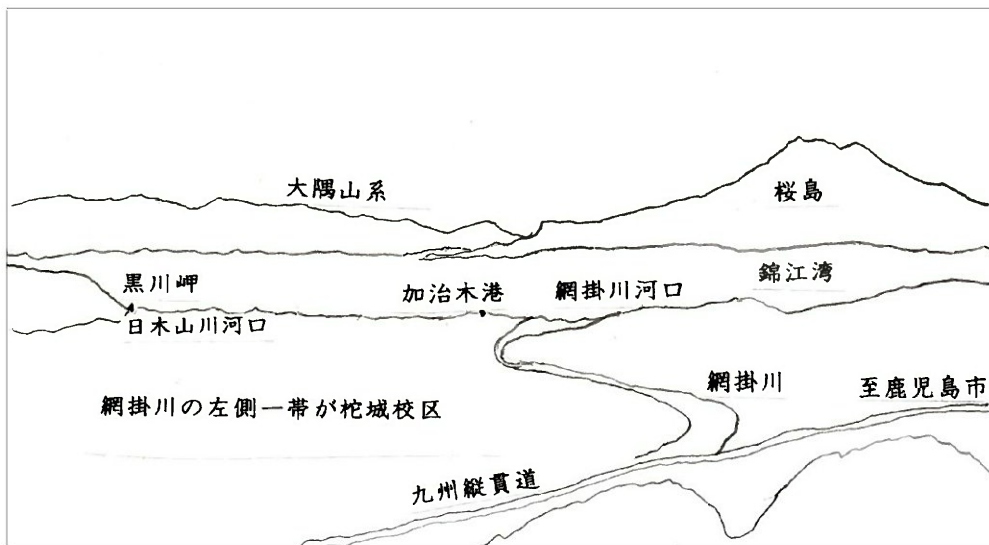 大隅山系
桜島
黒川岬
加治木港
網掛川河口
錦江湾
日木山川河口
網掛川
至鹿児島市
網掛川の左側一帯が柁城校区
九州縦貫道